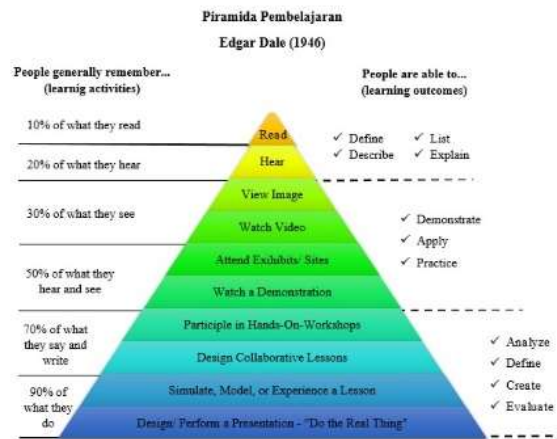 Piramida Pembelajaran
Edgar Dale (1946)
People generally remember...
(learnig activities)
People are able to...
(learning outcomes)
10% of what they read
20% of what they hear
30% of what they see
50% of what they
hear and see
70% of what
they say and
write
90% of
what they
do
Read
Hear
View Image
Watch Video
Attend Exhibits/ Sites
Watch a Demonstration
Participle in Hands-On-Workshops
Design Collaborative Lessons
Simulate, Model, or Experience a Lesson
Design/ Perform a Presentation - "Do the Real Thing"
✓ Define ✓ List
✓ Describe ✓ Explain
✓ Demonstrate
✓ Apply
✓ Practice
✓ Analyze
✓ Define
✓ Create
✓ Evaluate